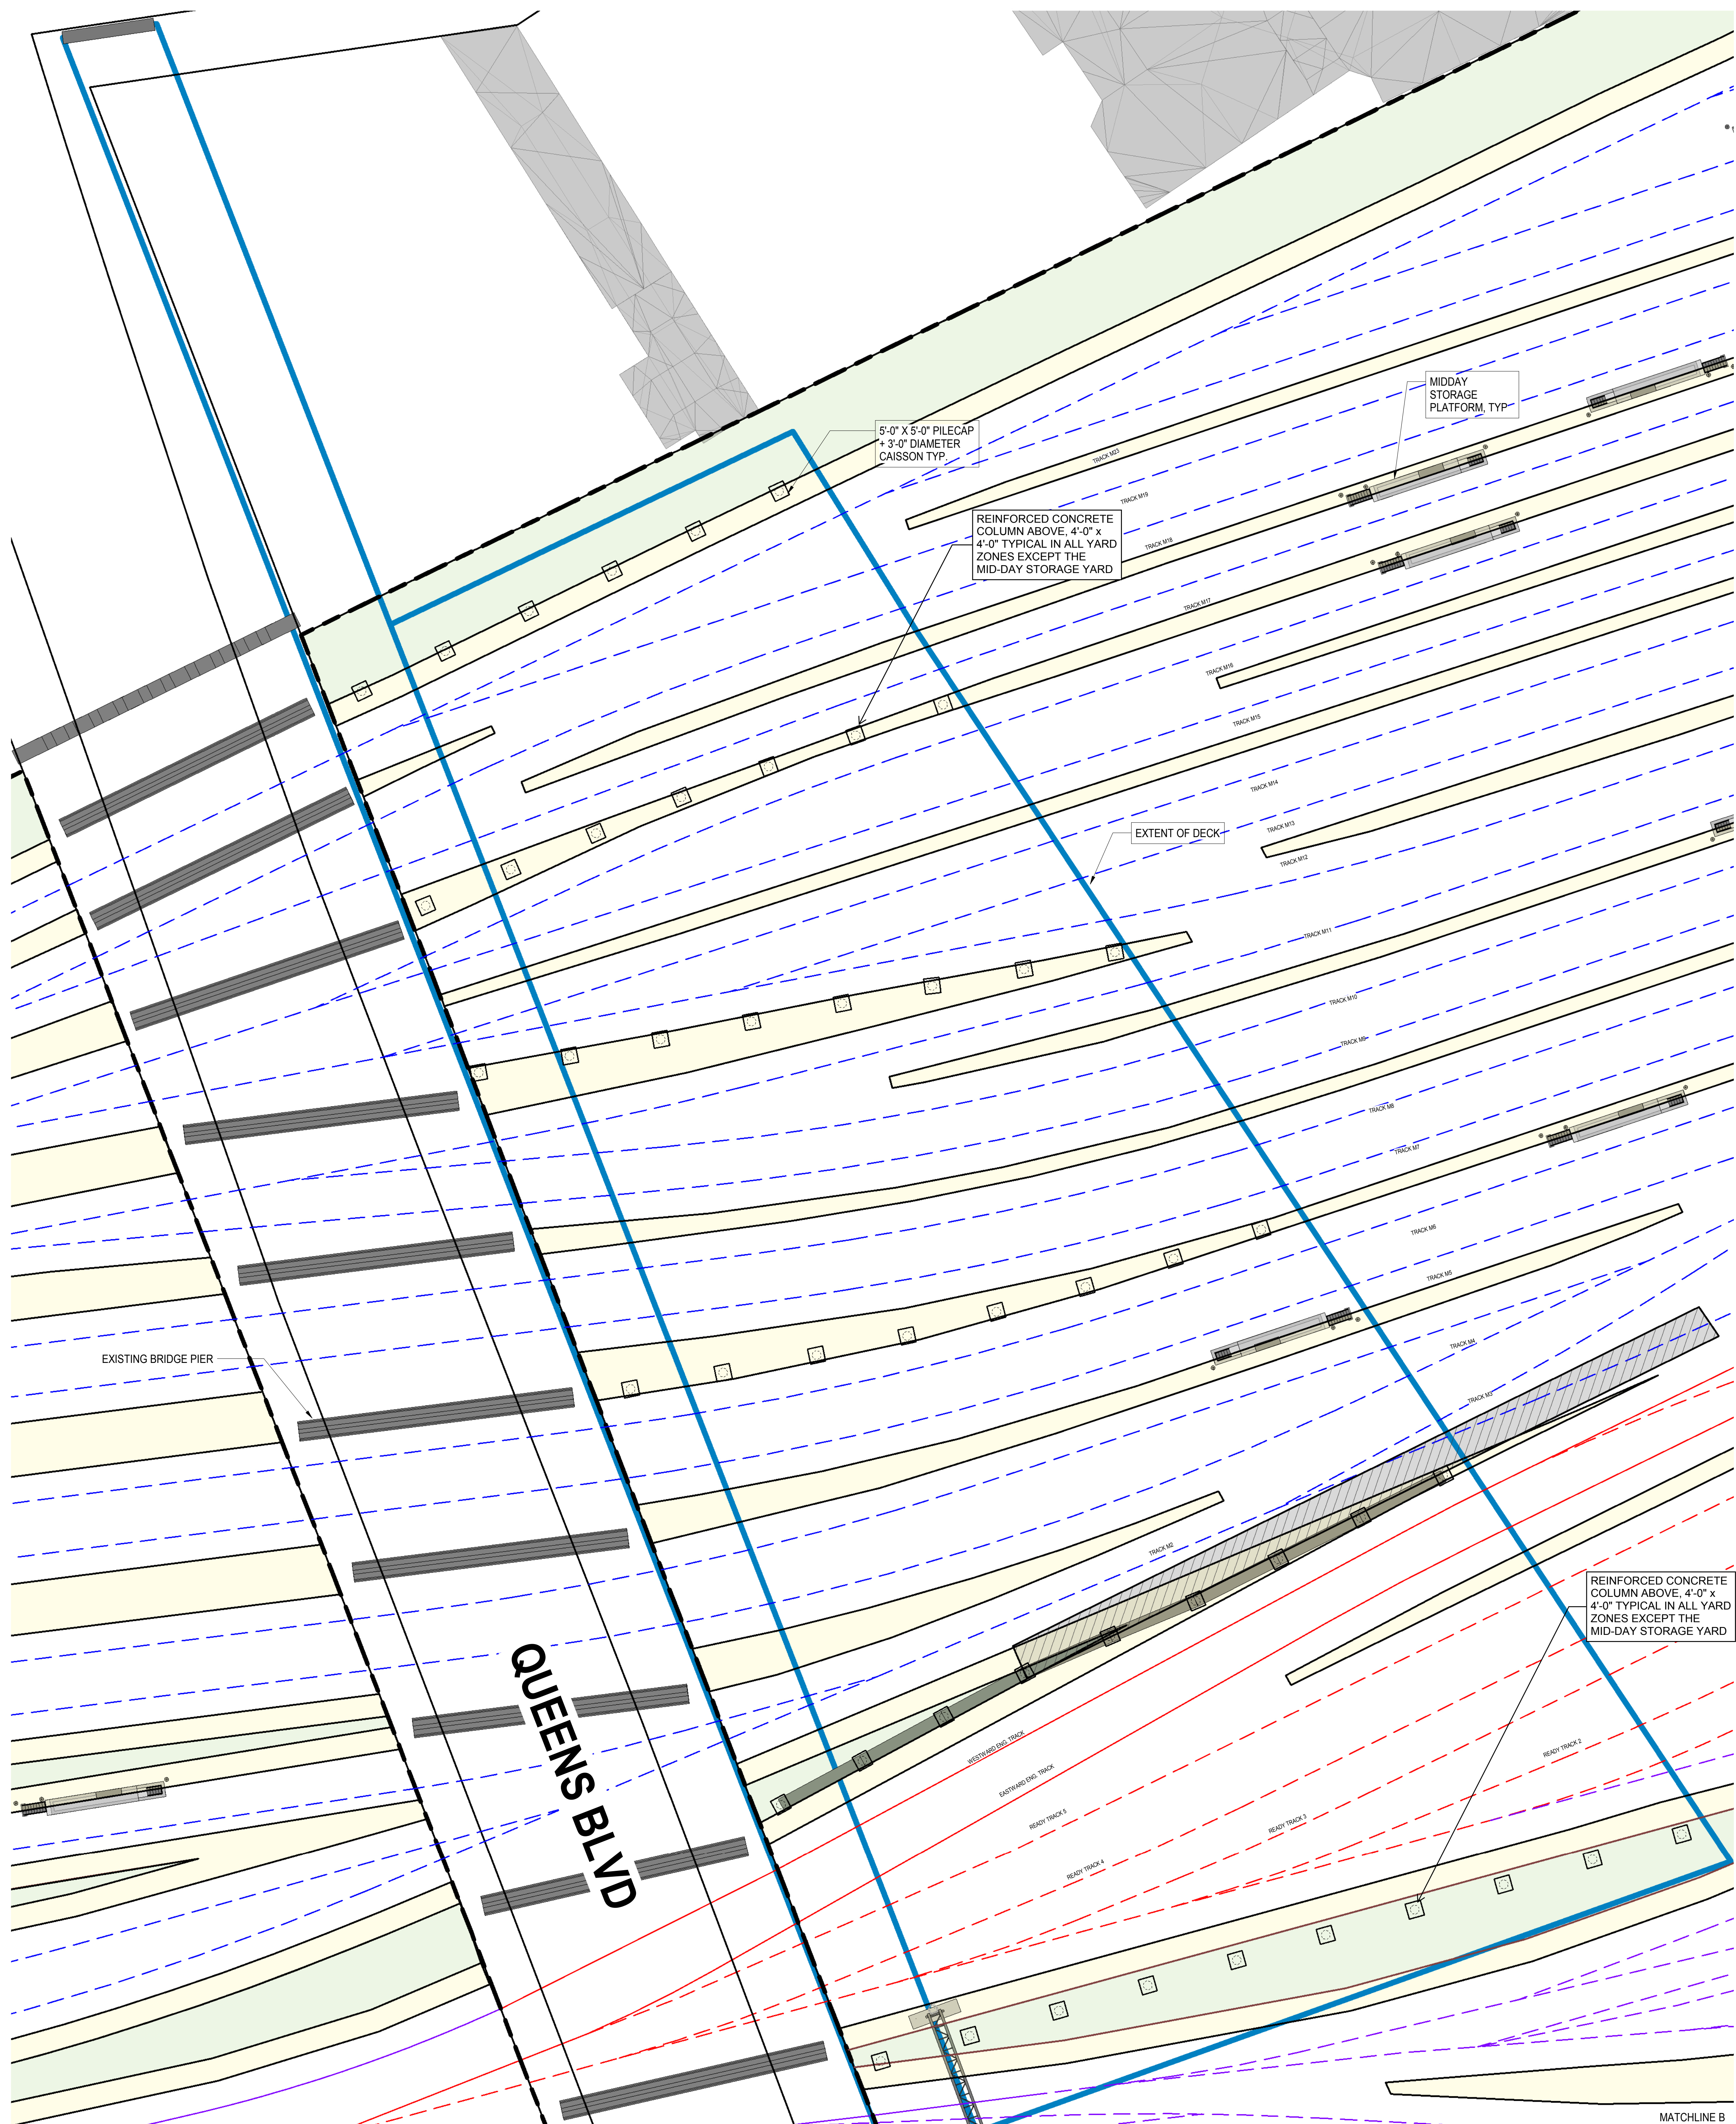 MIDDAY
STORAGE
PLATFORM, TYP
5'-0" X 5'-0" PILECAP
+ 3'-0" DIAMETER
CAISSON TYP.
TRACK M23
TRACK M19
REINFORCED CONCRETE
COLUMN ABOVE, 4'-0" x
4'-0" TYPICAL IN ALL YARD
ZONES EXCEPT THE
MID-DAY STORAGE YARD
TRACK M18
TRACK M17
TRACK M16
TRACK M15
TRACK M14
EXTENT OF DECK
TRACK M13
TRACK M12
TRACK M11
TRACK M10
TRACK M9
TRACK M8
TRACK M7
TRACK M6
TRACK M5
TRACK M4
EXISTING BRIDGE PIER
TRACK M3
TRACK M2
REINFORCED CONCRETE
COLUMN ABOVE, 4'-0" x
4'-0" TYPICAL IN ALL YARD
ZONES EXCEPT THE
MID-DAY STORAGE YARD
QUEENS BLVD
WESTWARD ENG. TRACK
EASTWARD ENG. TRACK
READY TRACK 2
READY TRACK 5
READY TRACK 3
READY TRACK 4
MATCHLINE B